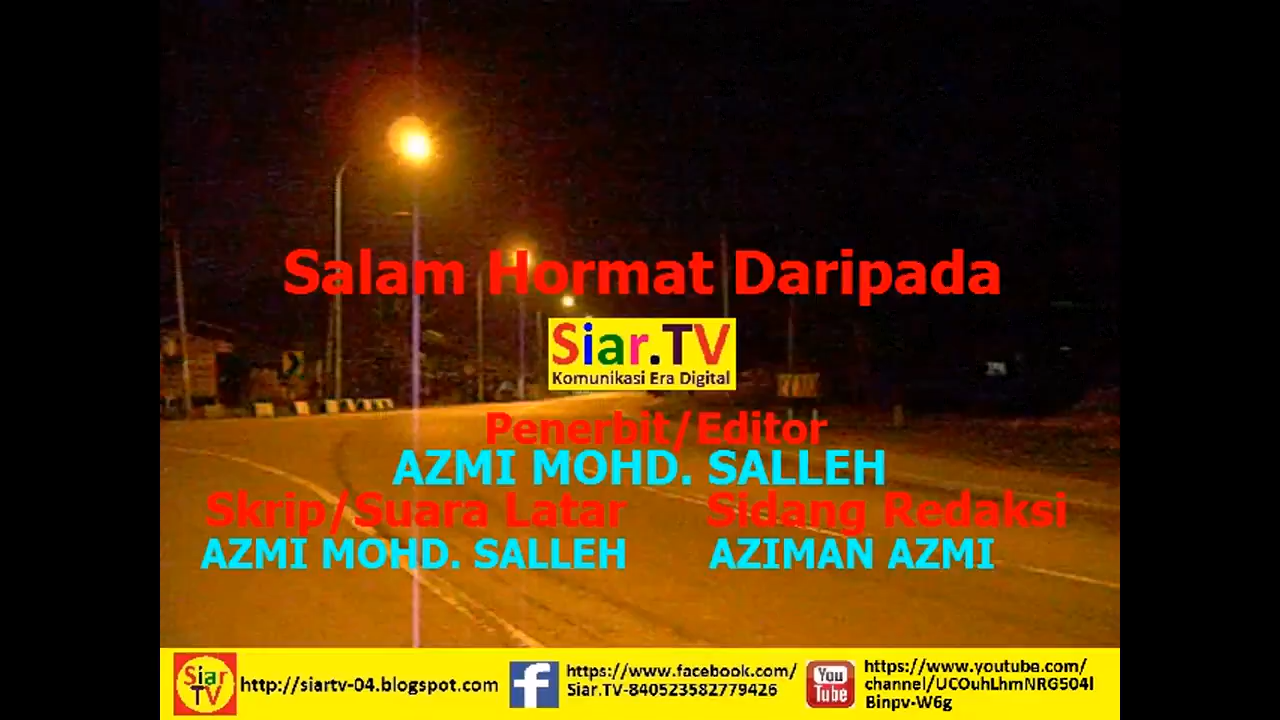 Salam Hormat Daripada
Siar.TV
Komunikasi Era Digital
Penerbit/Editor
AZMI MOHD. SALLEH
Skrip/Suara Latar Sidang Redaksi
AZMI MOHD. SALLEH AZIMAN AZMI
Siar
TV
http://siartv-04.blogspot.com
https://www.facebook.com/
Siar.TV-840523582779426
You
Tube
https://www.youtube.com/
channel/UCOuhLhmNRG504l
Binpv-W6g